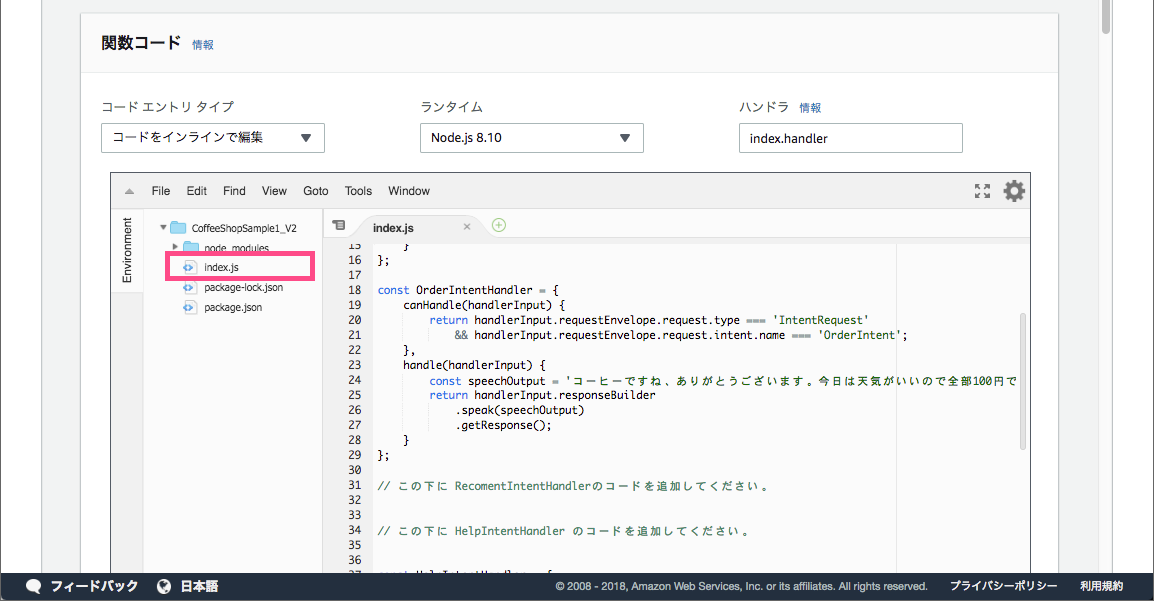 関数コード 情報
コード エントリ タイプ
ランタイム
ハンドラ 情報
コードをインラインで編集
Node.js 8.10
index.handler
File Edit Find View Goto Tools Window
Environment
CoffeeShopSample1_V2
node_modules
index.js
package-lock.json
package.json
index.js
15 }
16 };
17
18 const OrderIntentHandler = {
19 canHandle(handlerInput) {
20 return handlerInput.requestEnvelope.request.type === 'IntentRequest'
21 && handlerInput.requestEnvelope.request.intent.name === 'OrderIntent';
22 },
23 handle(handlerInput) {
24 const speechOutput = 'コーヒーですね、ありがとうございます。今日は天気がいいので全部100円で
25 return handlerInput.responseBuilder
26 .speak(speechOutput)
27 .getResponse();
28 }
29 };
30
31 // この下に RecomentIntentHandlerのコードを追加してください。
32
33
34 // この下に HelpIntentHandler のコードを追加してください。
35
36
フィードバック 日本語 © 2008 - 2018, Amazon Web Services, Inc. or its affiliates. All rights reserved. プライバシーポリシー 利用規約